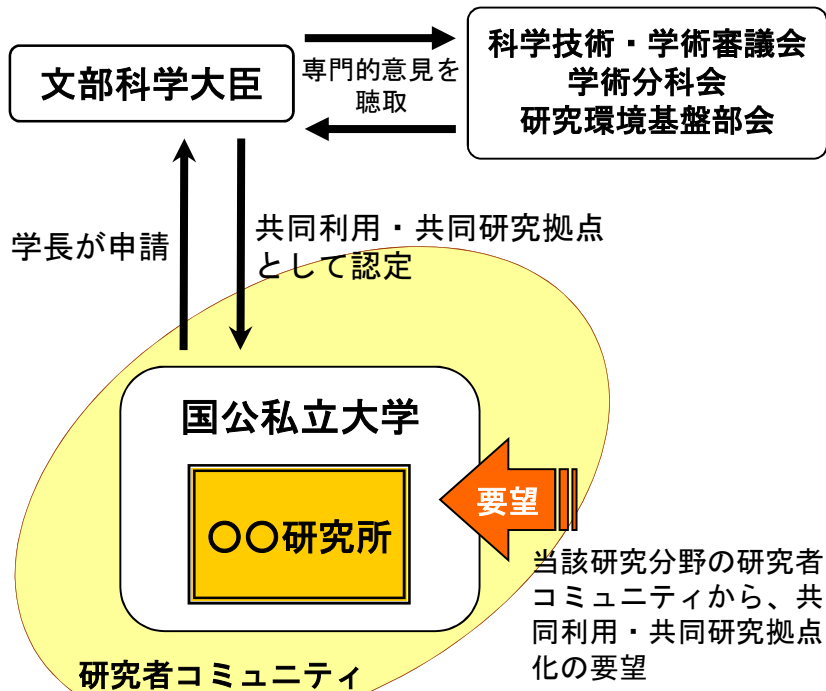 文部科学大臣
専門的意見を
聴取
科学技術・学術審議会
学術分科会
研究環境基盤部会
学長が申請
共同利用・共同研究拠点
として認定
国公私立大学
〇〇研究所
要望
当該研究分野の研究者
コミュニティから、共
同利用・共同研究拠点
化の要望
研究者コミュニティ